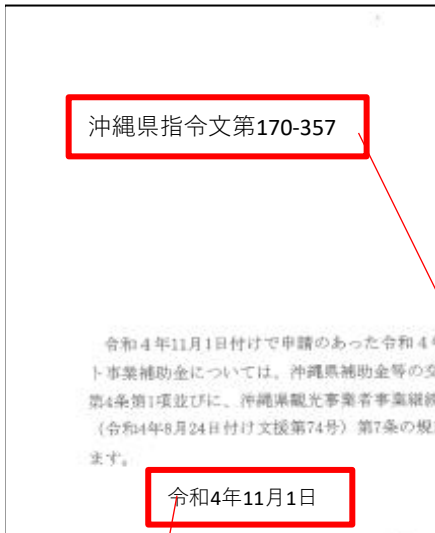 沖縄県指令文第170-357
令和４年11月1日付けで申請のあった令和４年
ト事業補助金については、沖縄県補助金等の交
第4条第1項並びに、沖縄県観光事業者事業継続
（令和4年8月24日付け文援第74号）第7条の規
ます。
令和4年11月1日